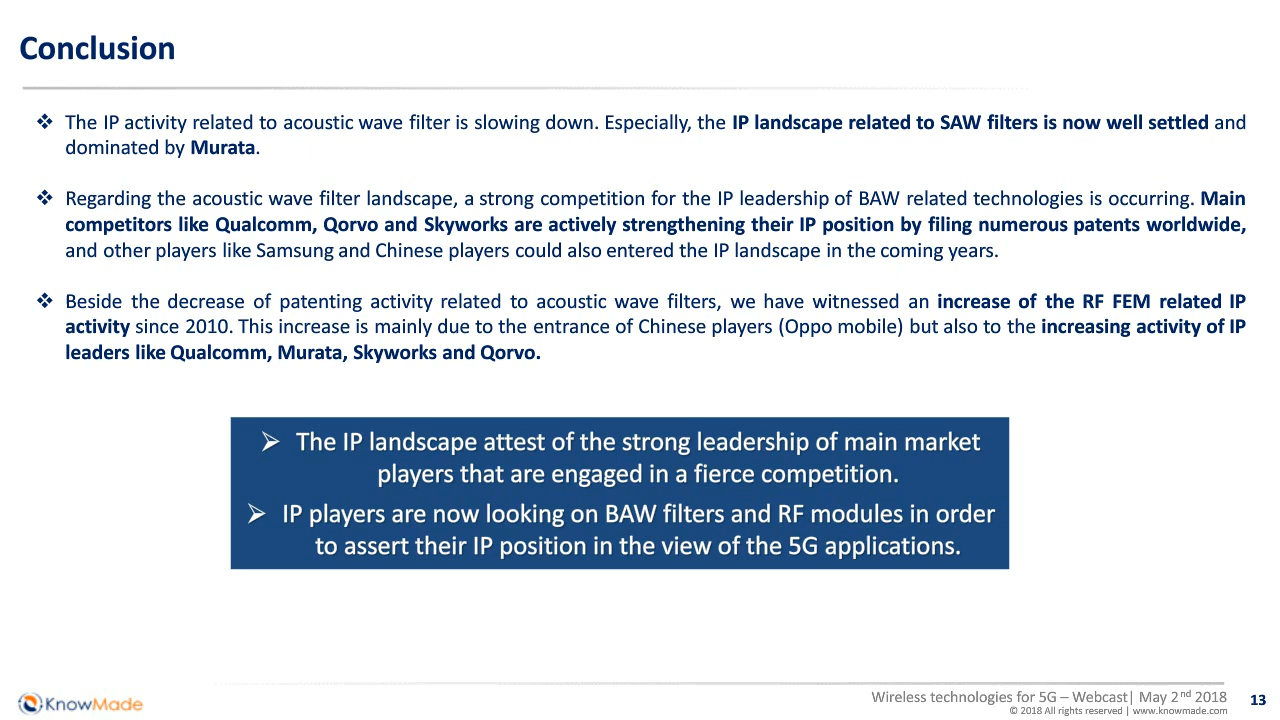 Conclusion
❖ The IP activity related to acoustic wave filter is slowing down. Especially, the IP landscape related to SAW filters is now well settled and
dominated by Murata.
❖ Regarding the acoustic wave filter landscape, a strong competition for the IP leadership of BAW related technologies is occurring. Main
competitors like Qualcomm, Qorvo and Skyworks are actively strengthening their IP position by filing numerous patents worldwide,
and other players like Samsung and Chinese players could also entered the IP landscape in the coming years.
❖ Beside the decrease of patenting activity related to acoustic wave filters, we have witnessed an increase of the RF FEM related IP
activity since 2010. This increase is mainly due to the entrance of Chinese players (Oppo mobile) but also to the increasing activity of IP
leaders like Qualcomm, Murata, Skyworks and Qorvo.
➢ The IP landscape attest of the strong leadership of main market
players that are engaged in a fierce competition.
➢ IP players are now looking on BAW filters and RF modules in order
to assert their IP position in the view of the 5G applications.
KnowMade
Wireless technologies for 5G – Webcast| May 2nd 2018
© 2018 All rights reserved | www.knowmade.com
13